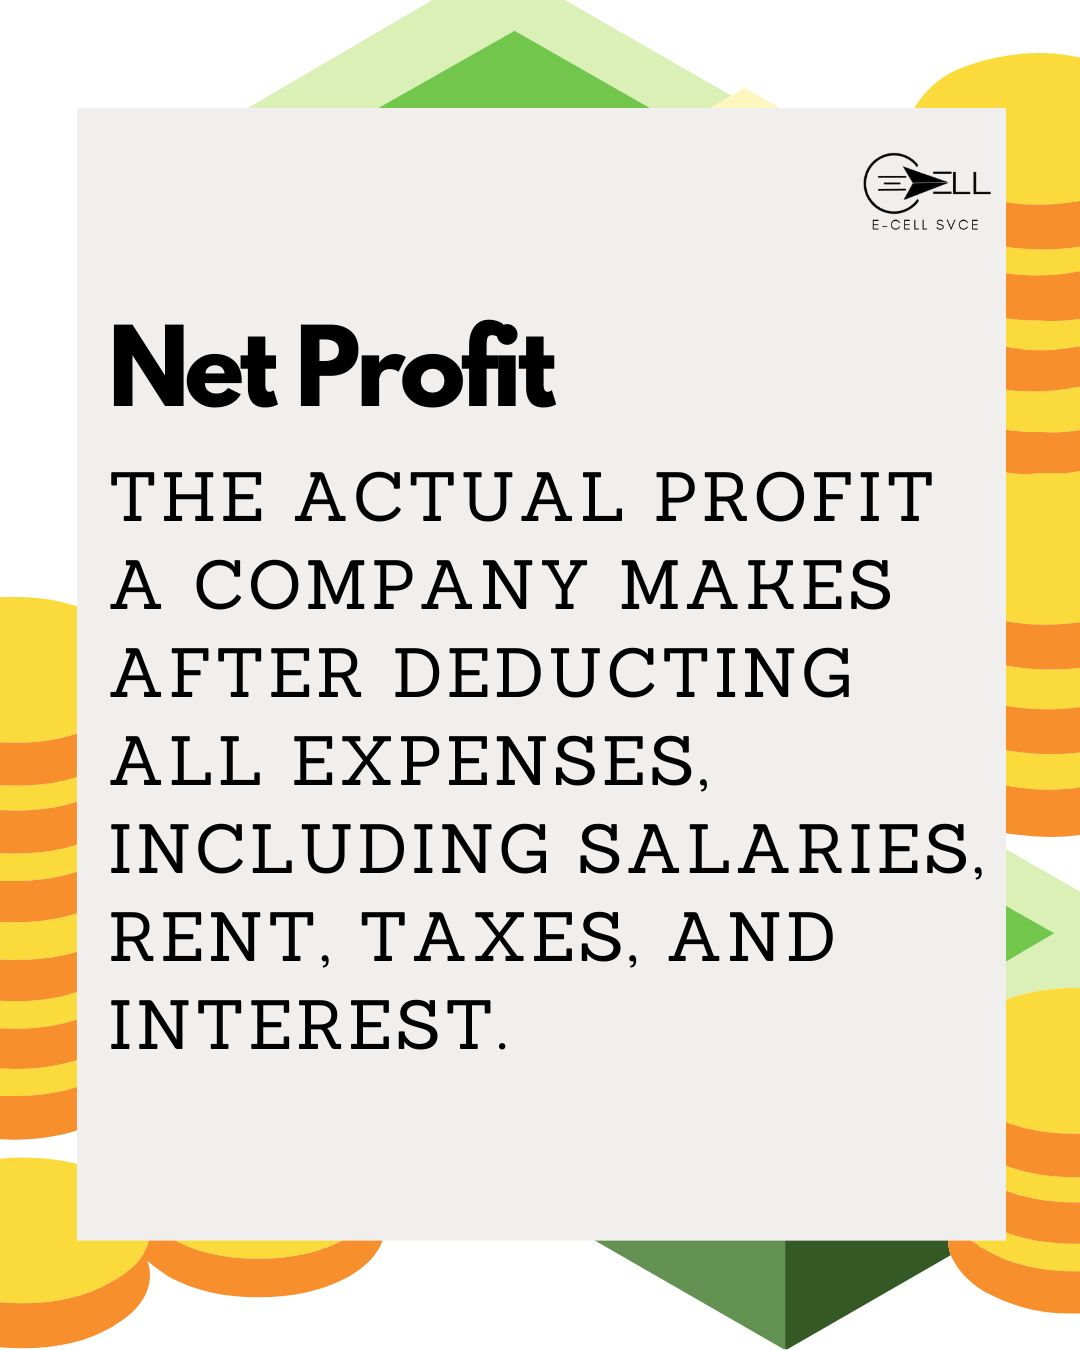 ELL
E-CELL SVCE
Net Profit
THE ACTUAL PROFIT
A COMPANY MAKES
AFTER DEDUCTING
ALL EXPENSES,
INCLUDING SALARIES,
RENT, TAXES, AND
INTEREST.